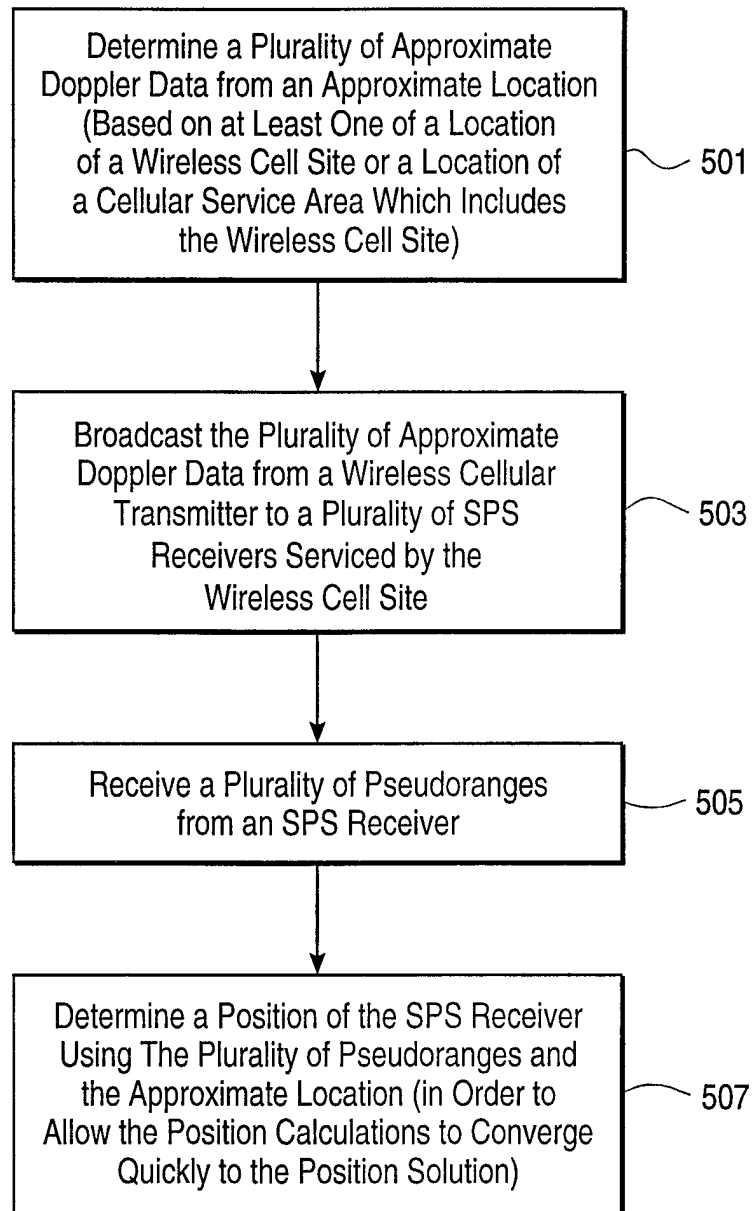 Determine a Plurality of Approximate
Doppler Data from an Approximate Location
(Based on at Least One of a Location
of a Wireless Cell Site or a Location of
a Cellular Service Area Which Includes
the Wireless Cell Site)
501
Broadcast the Plurality of Approximate
Doppler Data from a Wireless Cellular
Transmitter to a Plurality of SPS
Receivers Serviced by the
Wireless Cell Site
503
Receive a Plurality of Pseudoranges
from an SPS Receiver
505
Determine a Position of the SPS Receiver
Using The Plurality of Pseudoranges and
the Approximate Location (in Order to
Allow the Position Calculations to Converge
Quickly to the Position Solution)
507